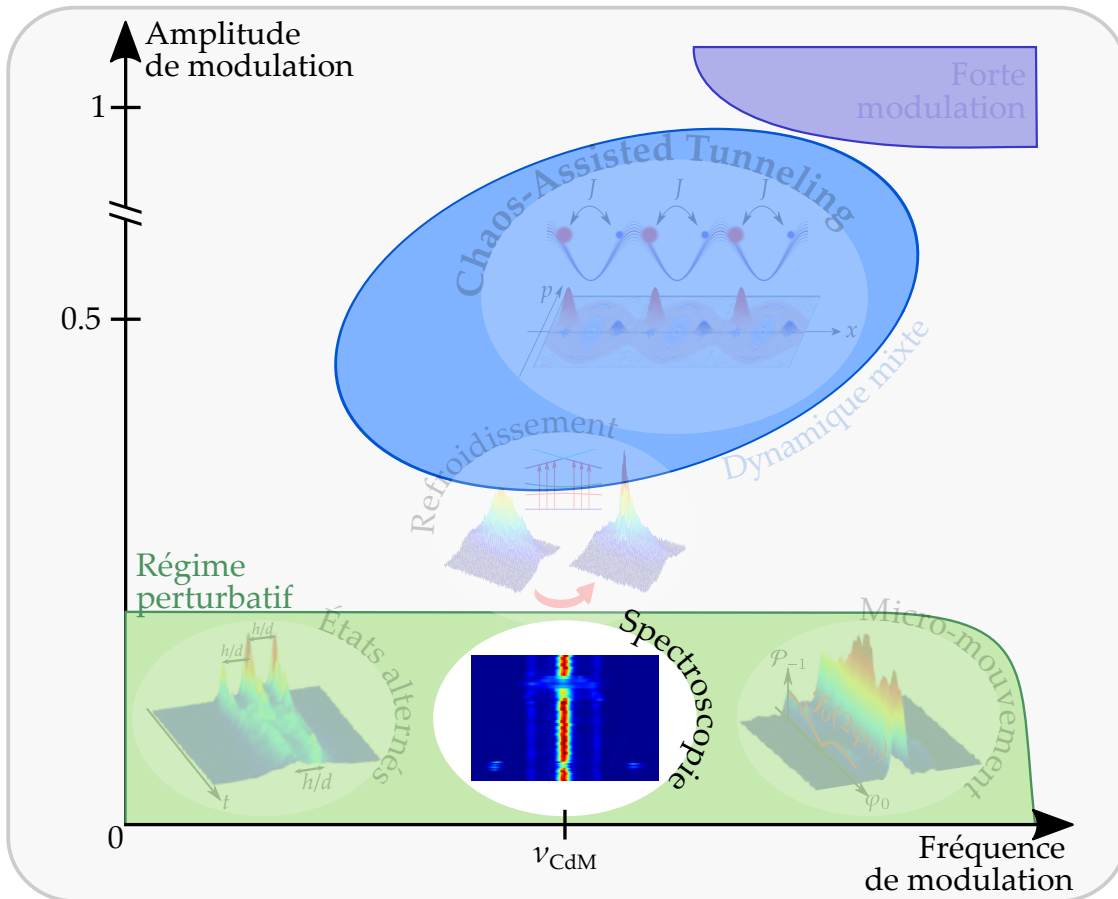 Amplitude
de modulation
1
0.5
0
Forte
modulation
Chaos-Assisted Tunneling
J
J
J
p
x
Dynamique mixte
Refroidissement
Régime
perturbatif
États alternés
h/d
h/d
h/d
t
Spectroscopie
Micro-mouvement
𝒫₋₁
φ₀
ν_CdM
Fréquence
de modulation